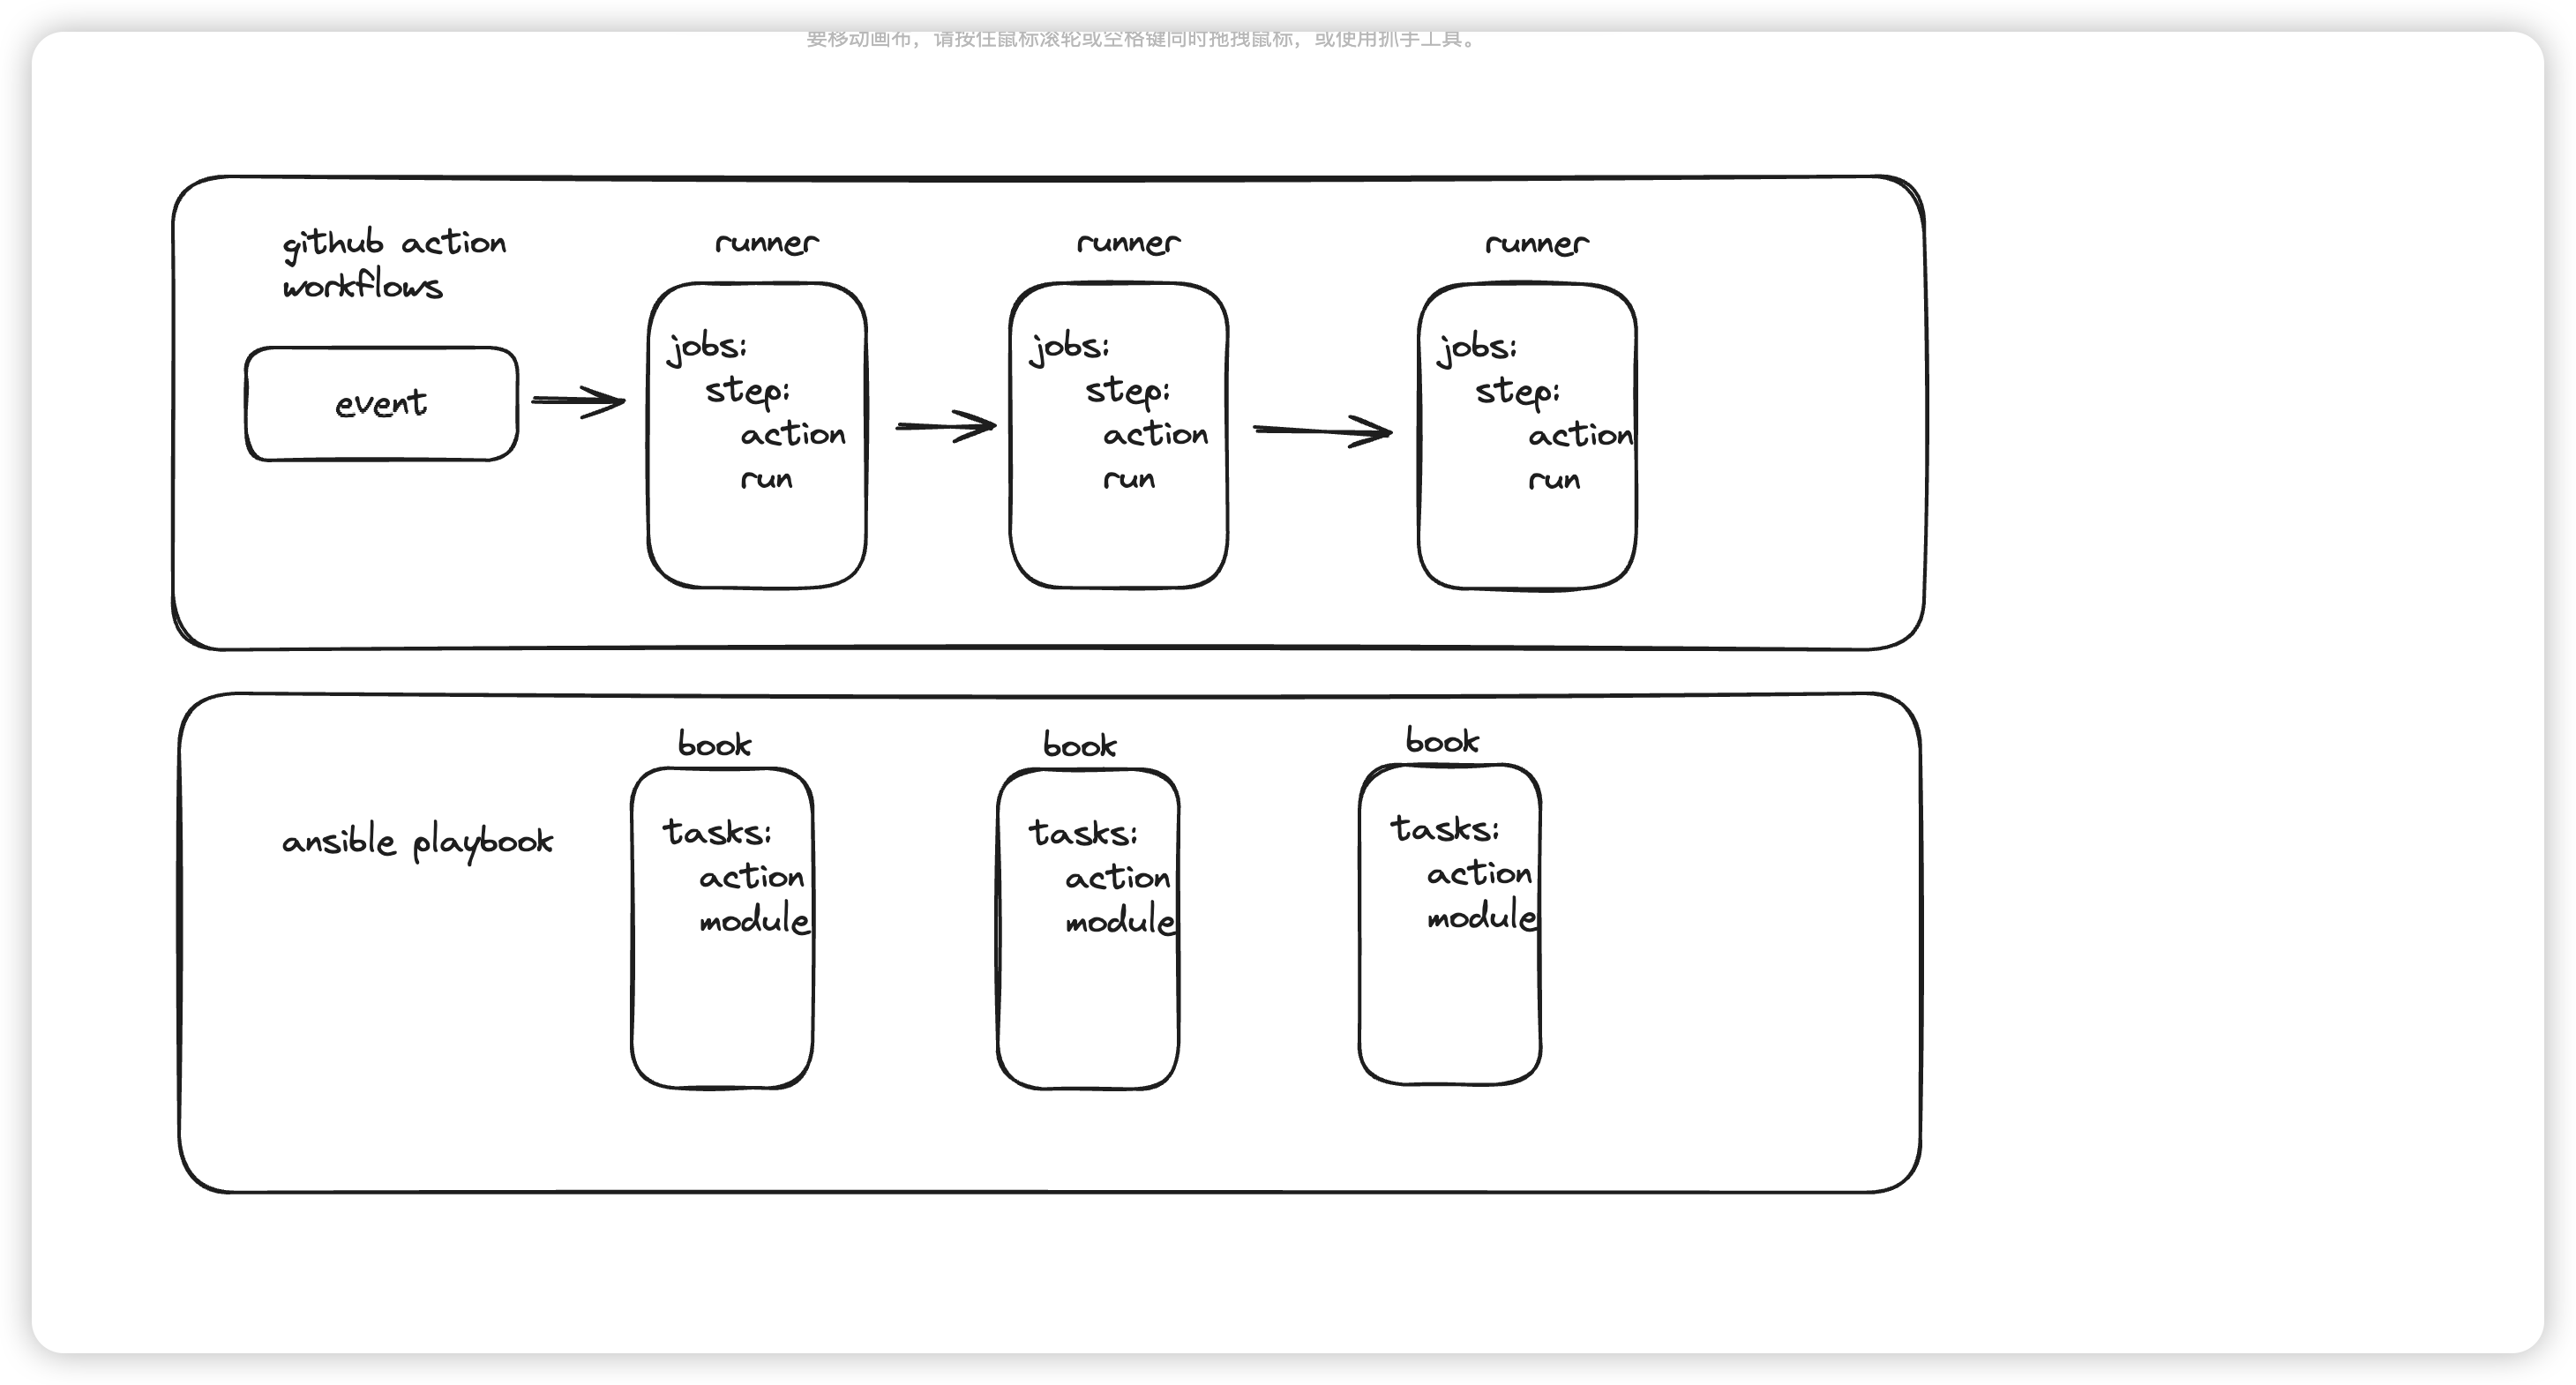 要移动画布，请按住鼠标滚轮或空格键同时拖拽鼠标，或使用抓手工具。
github action
workflows
event
runner
jobs:
step:
action
run
runner
jobs:
step:
action
run
runner
jobs:
step:
action
run
ansible playbook
book
tasks:
action
module
book
tasks:
action
module
book
tasks:
action
module